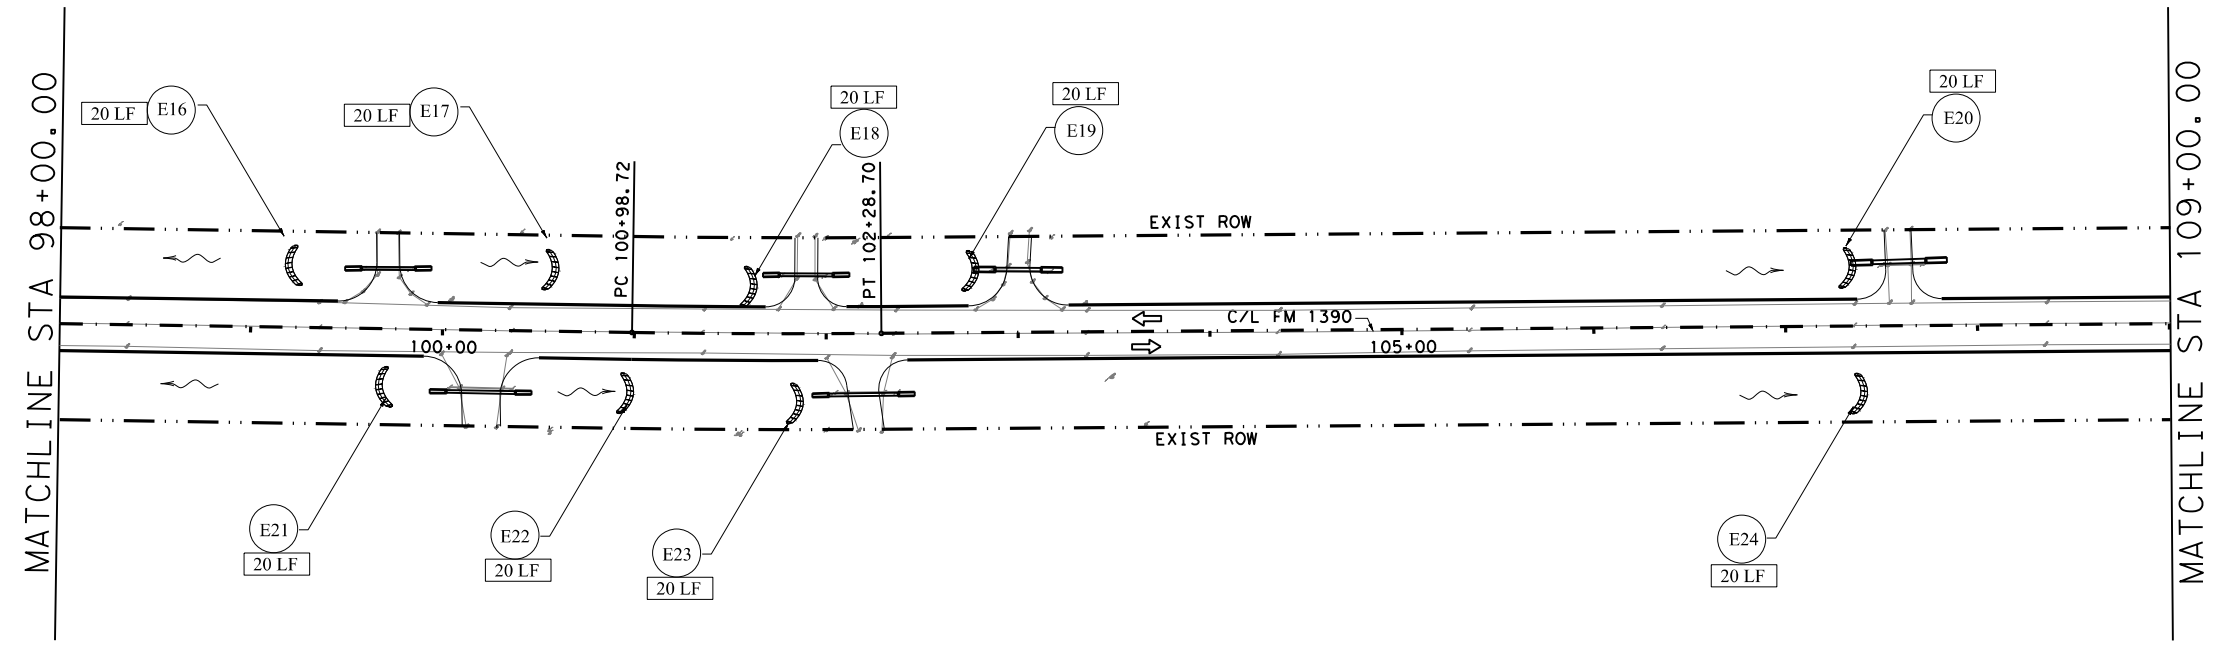 MATCHLINE STA 98+00.00
20 LF
E16
20 LF
E17
20 LF
E18
20 LF
E19
20 LF
E20
PC 100+98.72
PT 102+28.70
EXIST ROW
C/L FM 1390
100+00
105+00
EXIST ROW
E21
20 LF
E22
20 LF
E23
20 LF
E24
20 LF
MATCHLINE STA 109+00.00